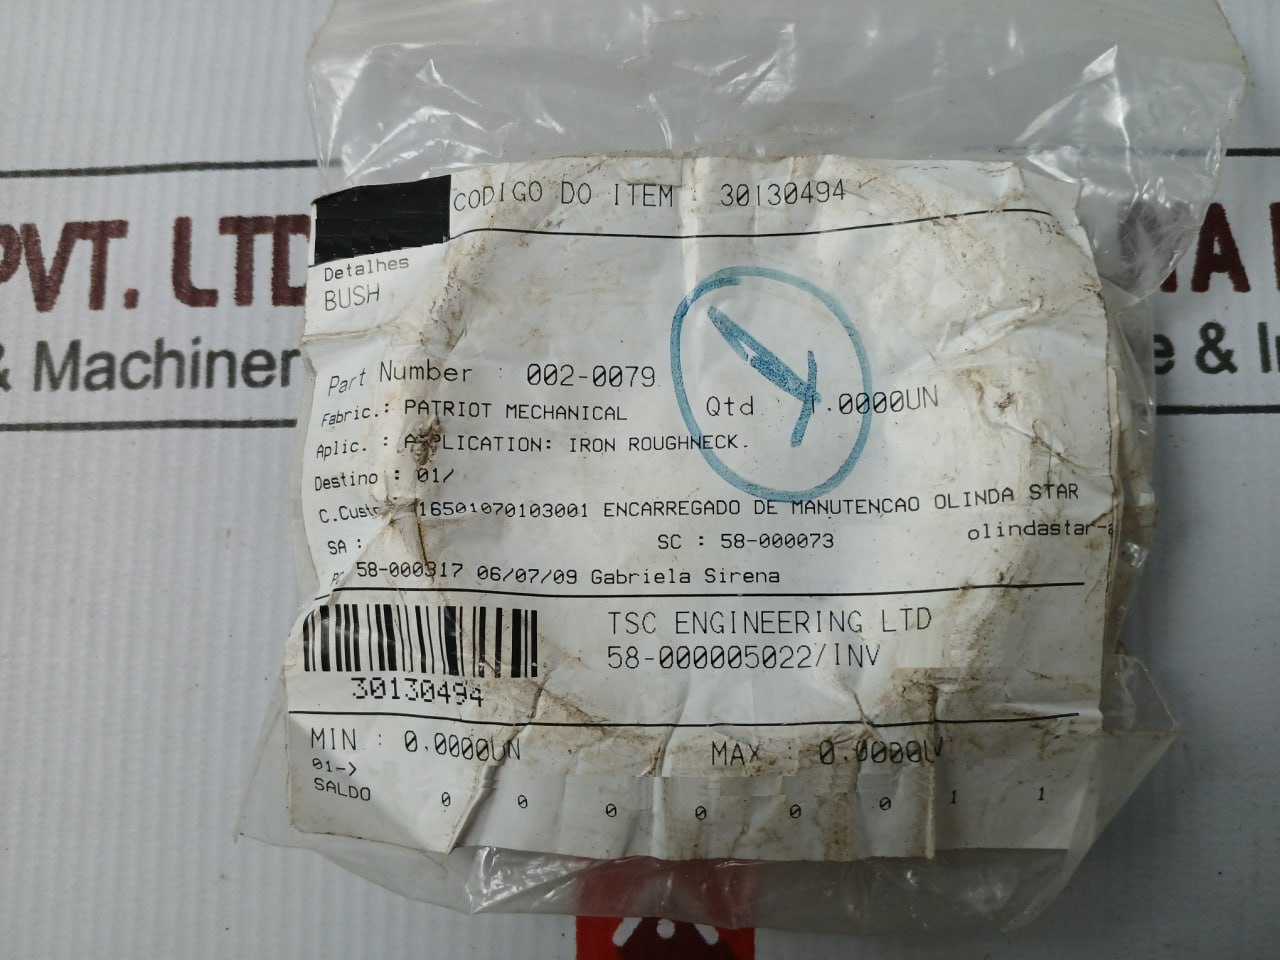 CODIGO DO ITEM : 30130494
Detalhes
BUSH
Part Number : 002-0079
Fabric.: PATRIOT MECHANICAL Qtd 1.0000UN
Aplic. : APPLICATION: IRON ROUGHNECK.
Destino : 01/
C.Custo 16501070103001 ENCARREGADO DE MANUTENCAO OLINDA STAR
SA : SC : 58-000073 olindastar-a
58-000317 06/07/09 Gabriela Sirena
TSC ENGINEERING LTD
58-000005022/INV
30130494
MIN : 0.0000UN MAX : 0.0000U
01->
SALDO 0 0 0 0 0 0 1 1
PVT. LTD
& Machiner
e & I